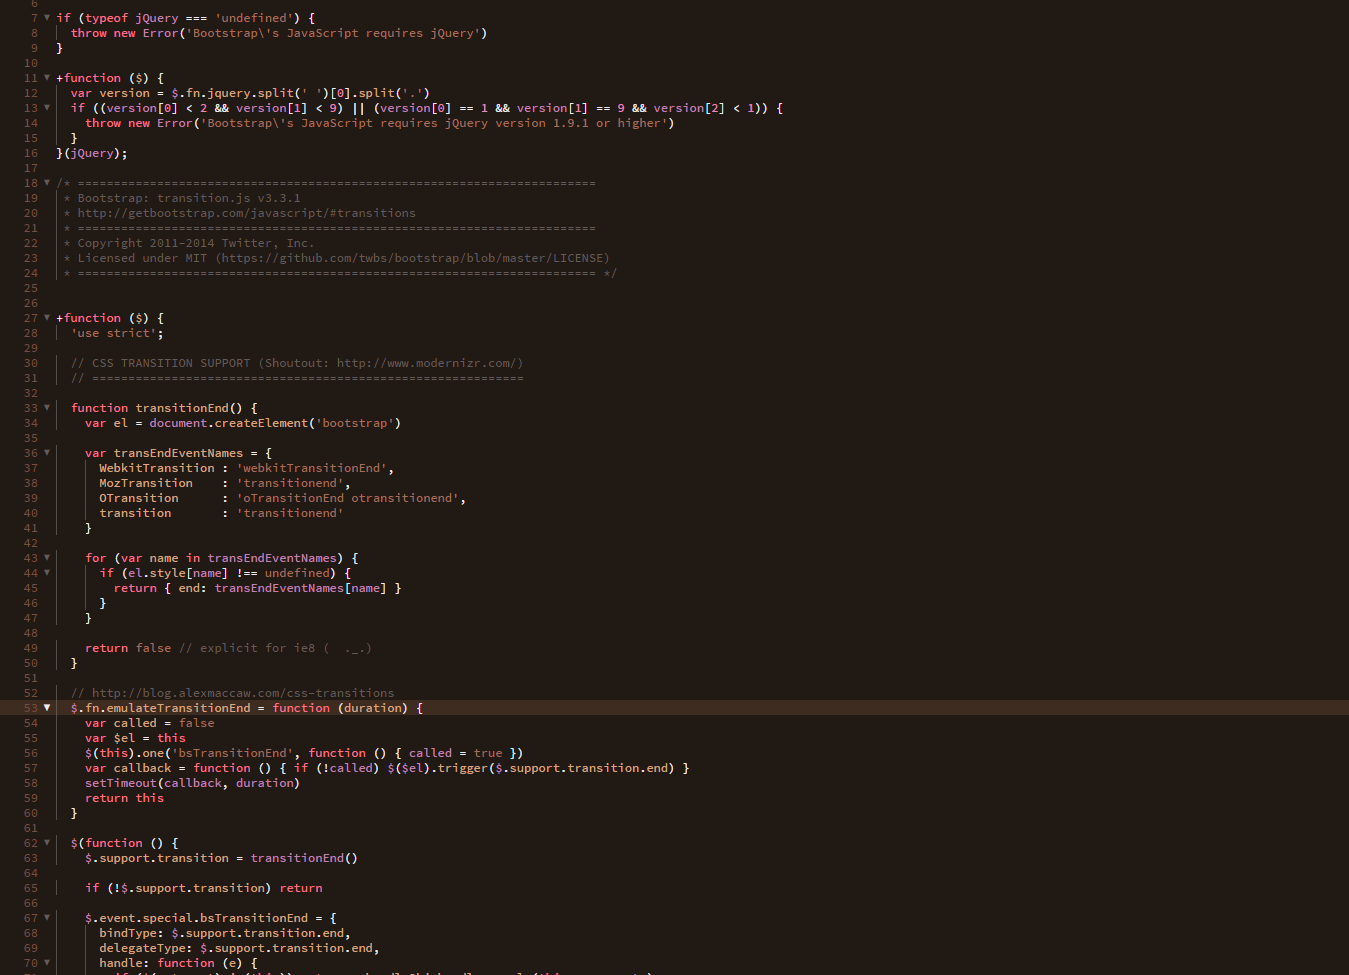 6
7 if (typeof jQuery === 'undefined') {
8   throw new Error('Bootstrap\'s JavaScript requires jQuery')
9 }
10
11 +function ($) {
12   var version = $.fn.jquery.split(' ')[0].split('.')
13   if ((version[0] < 2 && version[1] < 9) || (version[0] == 1 && version[1] == 9 && version[2] < 1)) {
14     throw new Error('Bootstrap\'s JavaScript requires jQuery version 1.9.1 or higher')
15   }
16 }(jQuery);
17
18 /* ========================================================================
19  * Bootstrap: transition.js v3.3.1
20  * http://getbootstrap.com/javascript/#transitions
21  * ========================================================================
22  * Copyright 2011-2014 Twitter, Inc.
23  * Licensed under MIT (https://github.com/twbs/bootstrap/blob/master/LICENSE)
24  * ======================================================================== */
25
26
27 +function ($) {
28   'use strict';
29
30   // CSS TRANSITION SUPPORT (Shoutout: http://www.modernizr.com/)
31   // ============================================================
32
33   function transitionEnd() {
34     var el = document.createElement('bootstrap')
35
36     var transEndEventNames = {
37       WebkitTransition : 'webkitTransitionEnd',
38       MozTransition    : 'transitionend',
39       OTransition      : 'oTransitionEnd otransitionend',
40       transition       : 'transitionend'
41     }
42
43     for (var name in transEndEventNames) {
44       if (el.style[name] !== undefined) {
45         return { end: transEndEventNames[name] }
46       }
47     }
48
49     return false // explicit for ie8 (  ._.)
50   }
51
52   // http://blog.alexmaccaw.com/css-transitions
53   $.fn.emulateTransitionEnd = function (duration) {
54     var called = false
55     var $el = this
56     $(this).one('bsTransitionEnd', function () { called = true })
57     var callback = function () { if (!called) $($el).trigger($.support.transition.end) }
58     setTimeout(callback, duration)
59     return this
60   }
61
62   $(function () {
63     $.support.transition = transitionEnd()
64
65     if (!$.support.transition) return
66
67     $.event.special.bsTransitionEnd = {
68       bindType: $.support.transition.end,
69       delegateType: $.support.transition.end,
70       handle: function (e) {